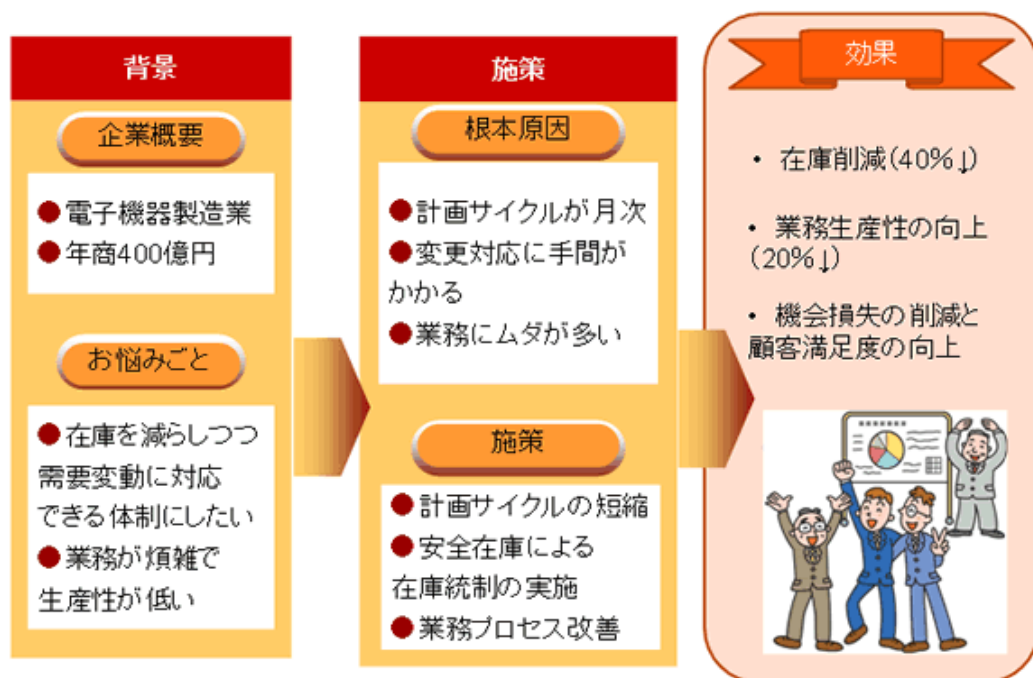 背景
企業概要
●電子機器製造業
●年商400億円
お悩みごと
●在庫を減らしつつ
需要変動に対応
できる体制にしたい
●業務が煩雑で
生産性が低い
施策
根本原因
●計画サイクルが月次
●変更対応に手間が
かかる
●業務にムダが多い
施策
●計画サイクルの短縮
●安全在庫による
在庫統制の実施
●業務プロセス改善
効果
・ 在庫削減(40%↓)
・ 業務生産性の向上
(20%↓)
・ 機会損失の削減と
顧客満足度の向上